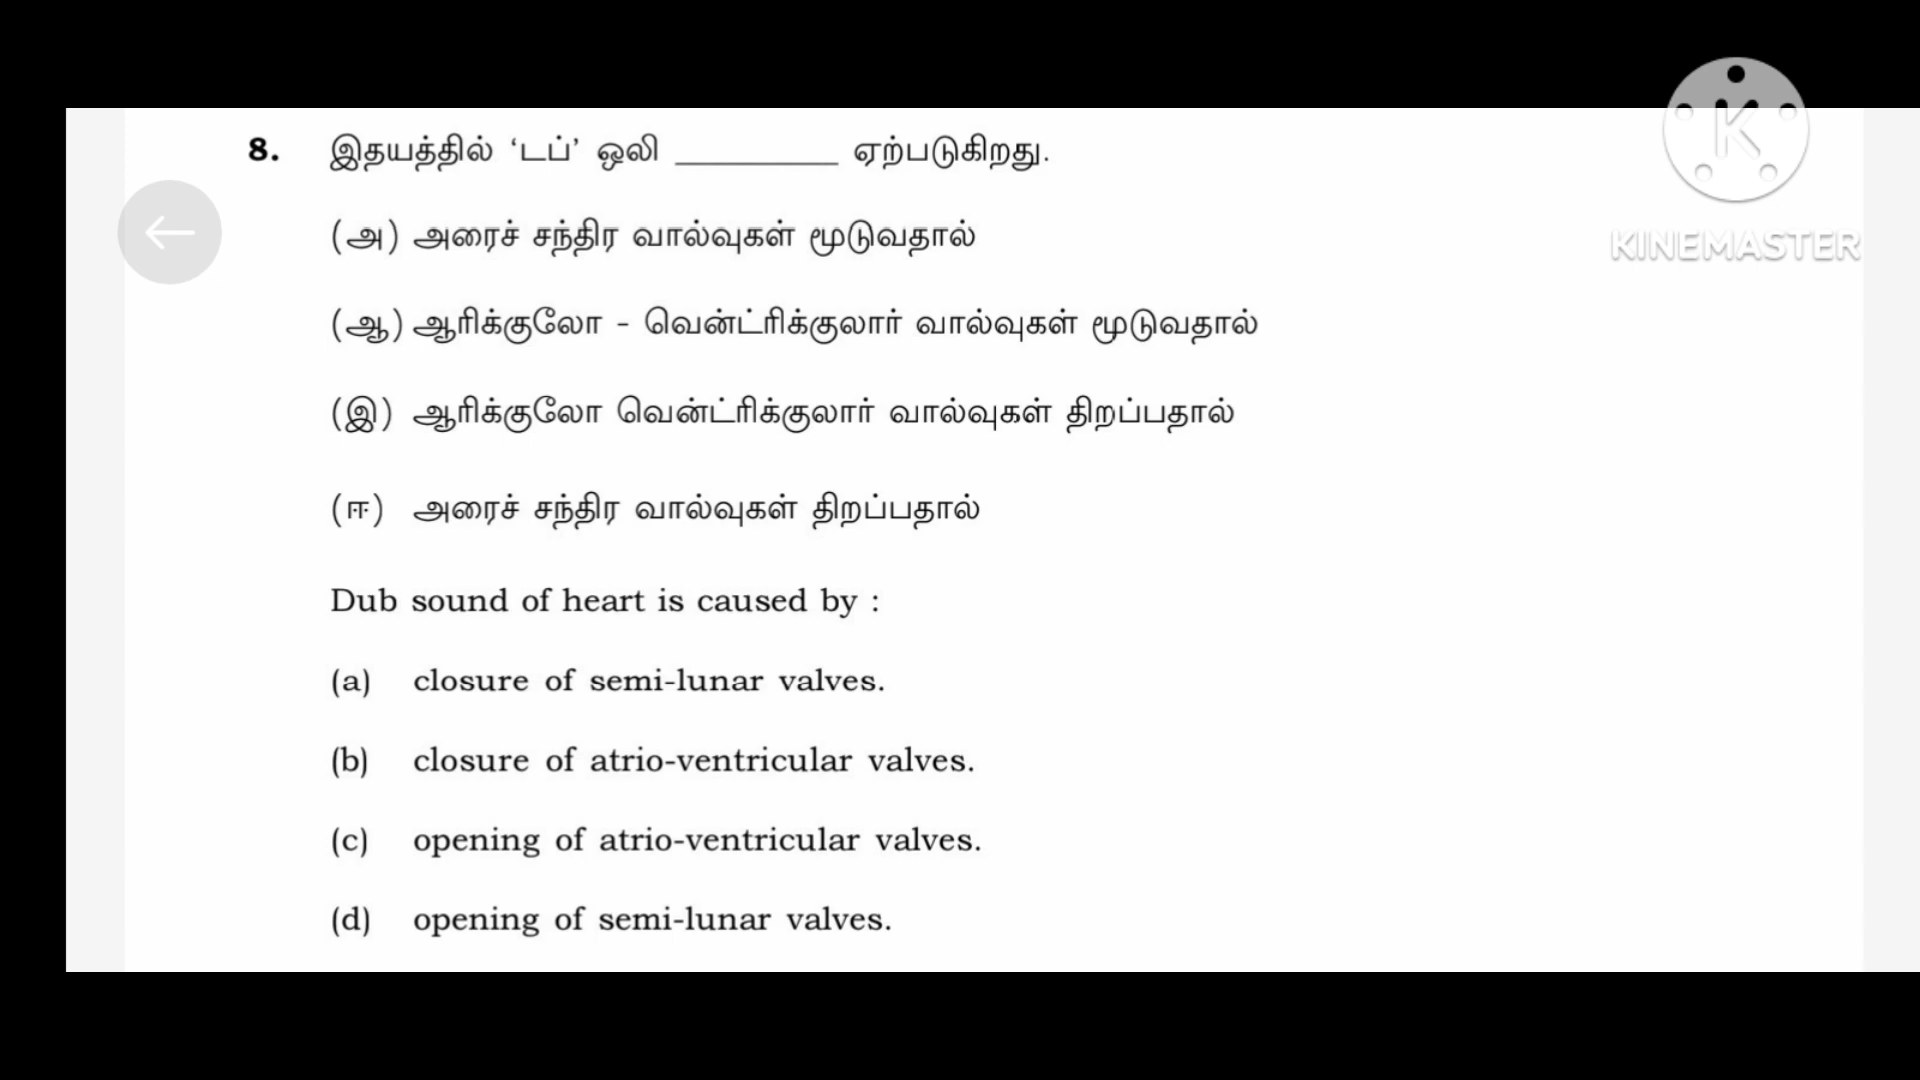 8. இதயத்தில் ‘டப்’ ஒலி __________ ஏற்படுகிறது.
(அ) அரைச் சந்திர வால்வுகள் மூடுவதால்
(ஆ) ஆரிக்குலோ - வென்ட்ரிக்குலார் வால்வுகள் மூடுவதால்
(இ) ஆரிக்குலோ வென்ட்ரிக்குலார் வால்வுகள் திறப்பதால்
(ஈ) அரைச் சந்திர வால்வுகள் திறப்பதால்
Dub sound of heart is caused by :
(a) closure of semi-lunar valves.
(b) closure of atrio-ventricular valves.
(c) opening of atrio-ventricular valves.
(d) opening of semi-lunar valves.
K
KINEMASTER